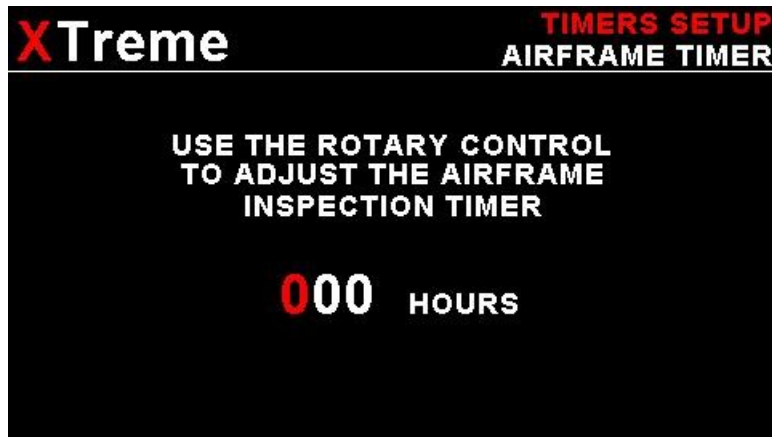 XTreme
TIMERS SETUP
AIRFRAME TIMER
USE THE ROTARY CONTROL
TO ADJUST THE AIRFRAME
INSPECTION TIMER
000 HOURS